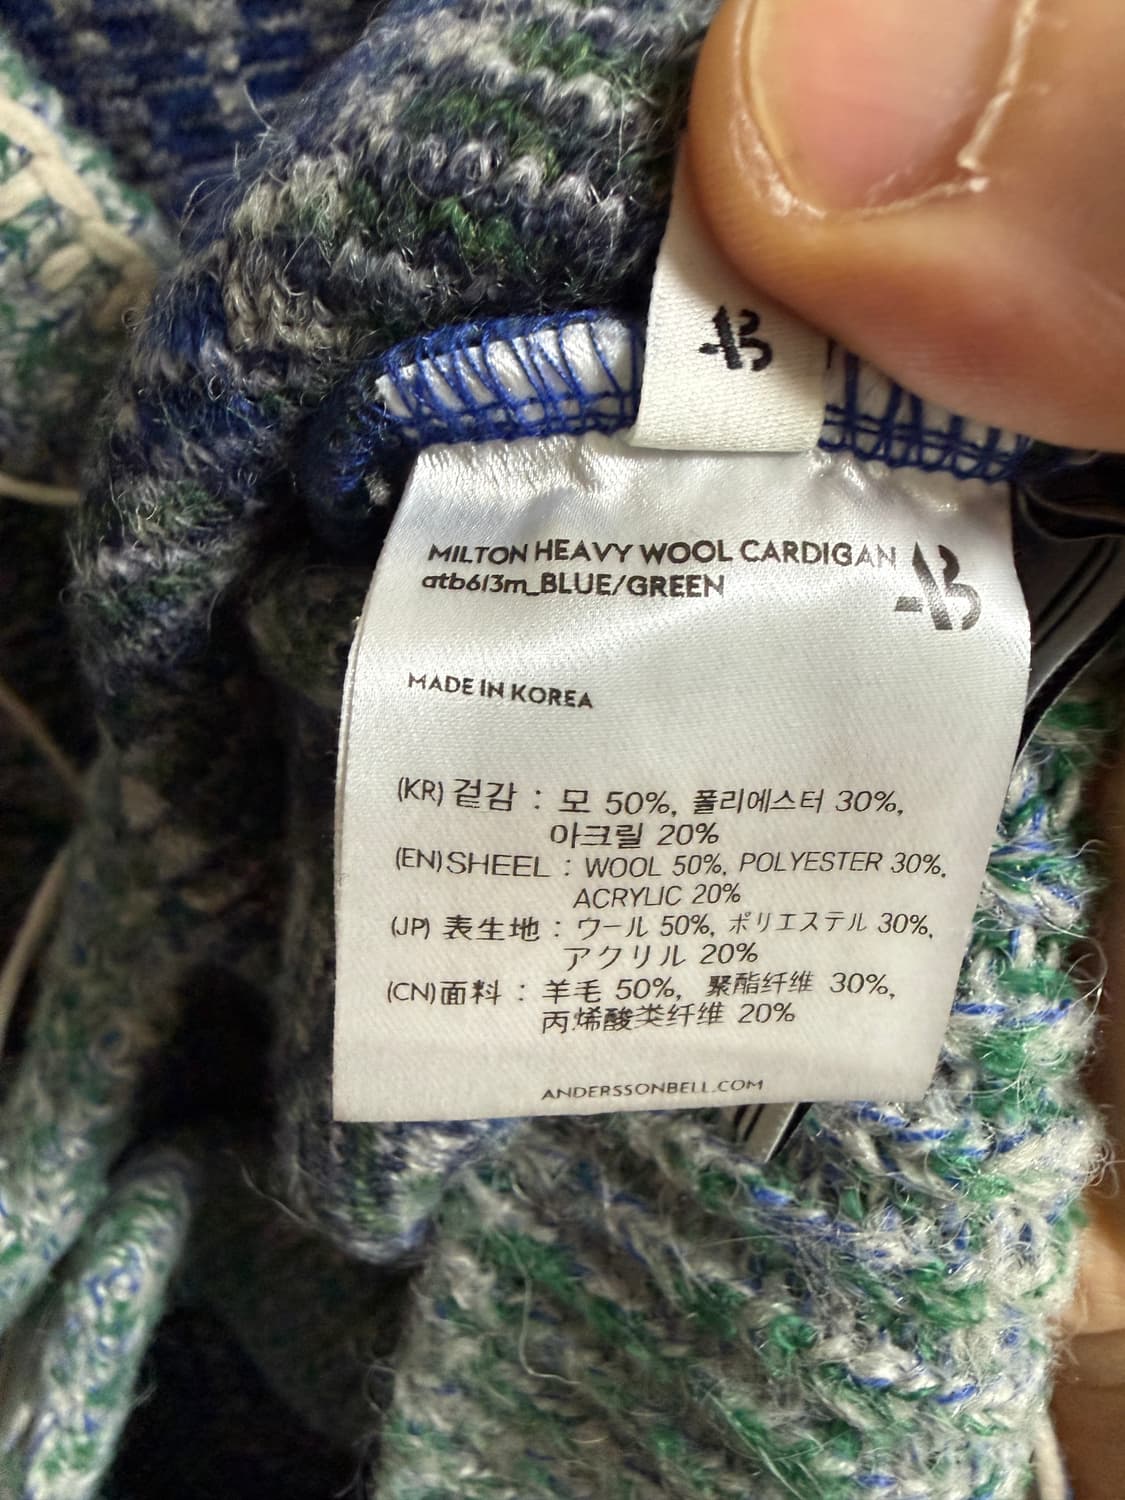 AB
MILTON HEAVY WOOL CARDIGAN
atb613m_BLUE/GREEN
AB
MADE IN KOREA
(KR) 겉감 : 모 50%, 폴리에스터 30%,
아크릴 20%
(EN) SHEEL : WOOL 50%, POLYESTER 30%,
ACRYLIC 20%
(JP) 表生地 : ウール 50%, ポリエステル 30%,
アクリル 20%
(CN) 面料 : 羊毛 50%, 聚酯纤维 30%,
丙烯酸类纤维 20%
ANDERSSONBELL.COM